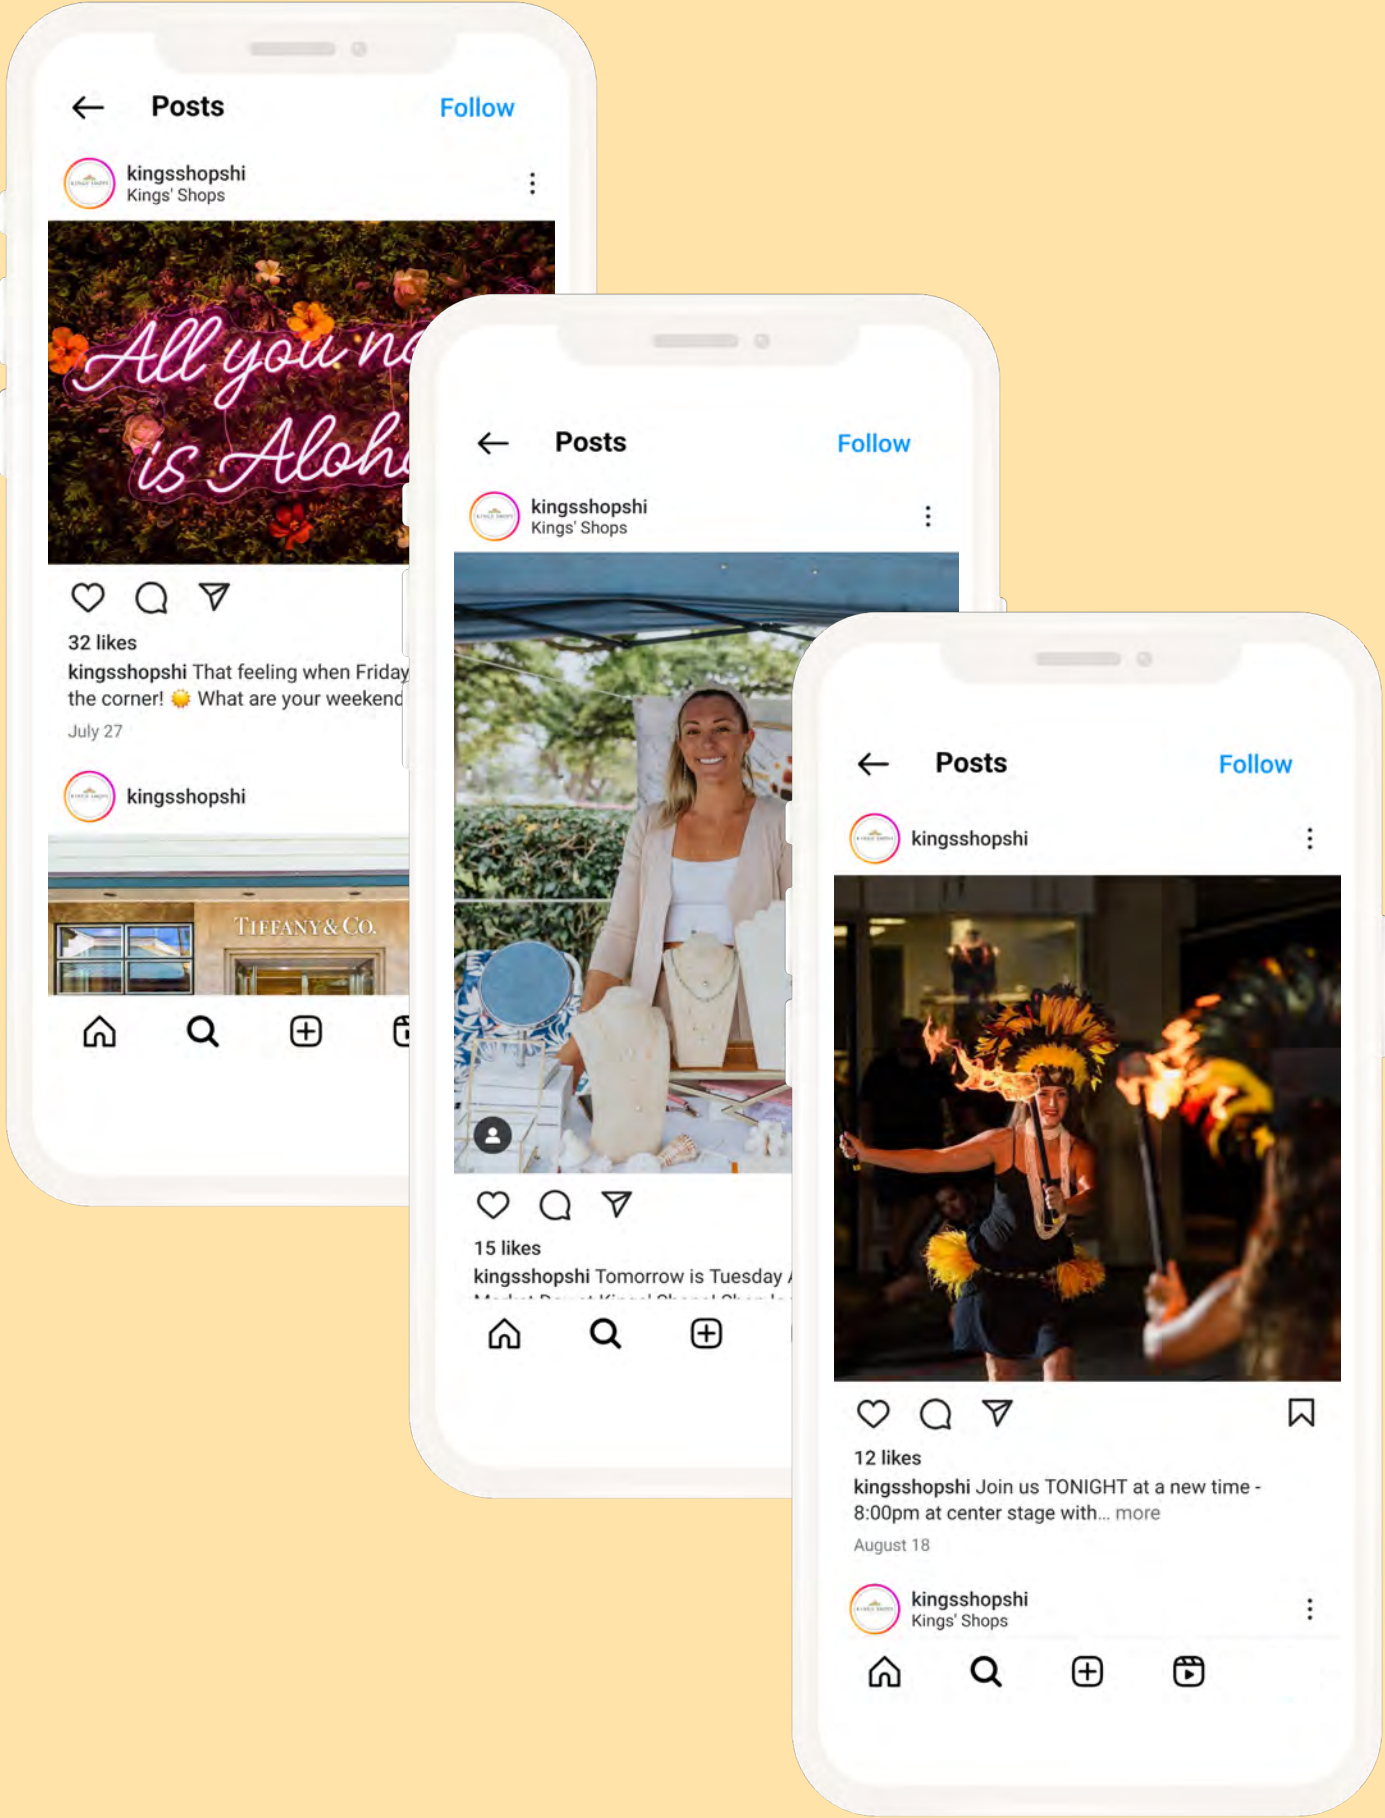 Posts
Follow
kingsshopshi
Kings' Shops
All you
is Aloh
32 likes
kingsshopshi That feeling when Friday
the corner! ☀️ What are your weekend
July 27
kingsshopshi
TIFFANY & CO.
Posts
Follow
kingsshopshi
Kings' Shops
15 likes
kingsshopshi Tomorrow is Tuesday
Posts
Follow
kingsshopshi
12 likes
kingsshopshi Join us TONIGHT at a new time -
8:00pm at center stage with... more
August 18
kingsshopshi
Kings' Shops